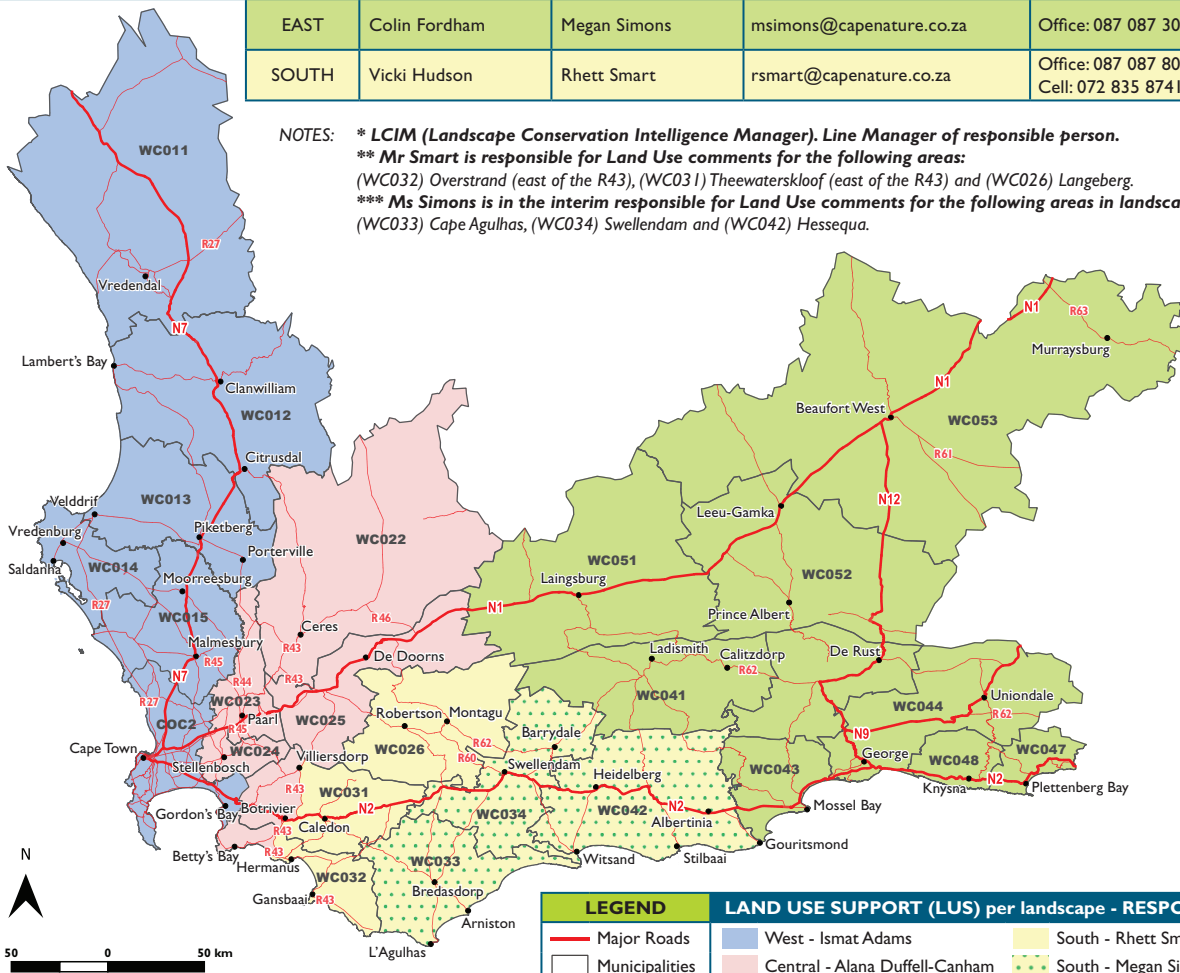 EAST Colin Fordham Megan Simons msimons@capenature.co.za Office: 087 087 30
SOUTH Vicki Hudson Rhett Smart rsmart@capenature.co.za Office: 087 087 80
Cell: 072 835 8741
NOTES: * LCIM (Landscape Conservation Intelligence Manager). Line Manager of responsible person.
** Mr Smart is responsible for Land Use comments for the following areas:
(WC032) Overstrand (east of the R43), (WC031) Theewaterskloof (east of the R43) and (WC026) Langeberg.
*** Ms Simons is in the interim responsible for Land Use comments for the following areas in landsca
(WC033) Cape Agulhas, (WC034) Swellendam and (WC042) Hessequa.
WC011
R27
Vredendal
N7
N1
R63
Murraysburg
Lambert's Bay
Clanwilliam
WC012
N1
Beaufort West
WC053
Citrusdal
R61
WC013
Velddrif
N12
Vredenburg
Piketberg
Leeu-Gamka
WC022
Porterville
WC051
Saldanha
WC014
Moorreesburg
Laingsburg
WC052
R27
WC015
N1
Prince Albert
R46
Ceres
Malmesbury
R43
De Doorns
Ladismith
Calitzdorp
De Rust
R45
N7
R44
R43
R62
WC041
Uniondale
R27
WC023
Paarl
WC025
Robertson
Montagu
WC044
R62
COC2
R45
Barrydale
N9
Cape Town
WC024
Stellenbosch
Villiersdorp
WC026
R62
R60
Swellendam
Heidelberg
WC043
George
WC048
WC047
N2
Knysna
Plettenberg Bay
R43
WC031
N2
WC034
WC042
N2
Albertinia
Mossel Bay
Gordon's Bay
Botrivier
Caledon
R43
Betty's Bay
R43
Hermanus
WC033
Witsand
Stilbaai
Gouritsmond
WC032
Bredasdorp
Gansbaai
R43
Arniston
L'Agulhas
N
50 0 50 km
LEGEND LAND USE SUPPORT (LUS) per landscape - RESPO
Major Roads West - Ismat Adams South - Rhett Sm
Municipalities Central - Alana Duffell-Canham South - Megan Si